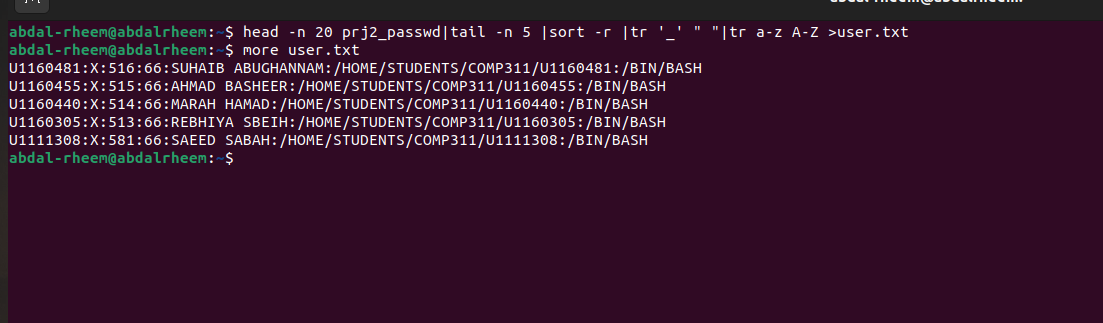 abdal-rheem@abdalrheem:~$ head -n 20 prj2_passwd|tail -n 5 |sort -r |tr '_' " "|tr a-z A-Z >user.txt
abdal-rheem@abdalrheem:~$ more user.txt
U1160481:X:516:66:SUHAIB ABUGHANNAM:/HOME/STUDENTS/COMP311/U1160481:/BIN/BASH
U1160455:X:515:66:AHMAD BASHEER:/HOME/STUDENTS/COMP311/U1160455:/BIN/BASH
U1160440:X:514:66:MARAH HAMAD:/HOME/STUDENTS/COMP311/U1160440:/BIN/BASH
U1160305:X:513:66:REBHIYA SBEIH:/HOME/STUDENTS/COMP311/U1160305:/BIN/BASH
U1111308:X:581:66:SAEED SABAH:/HOME/STUDENTS/COMP311/U1111308:/BIN/BASH
abdal-rheem@abdalrheem:~$